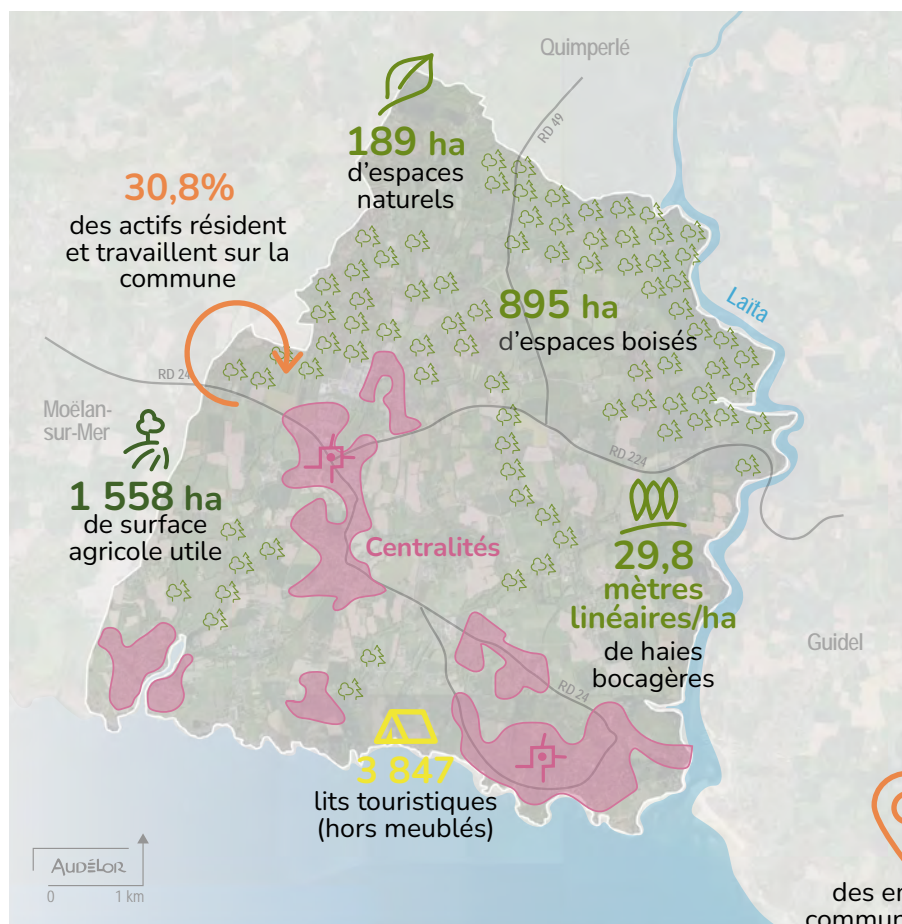 Quimperlé
RD 49
189 ha
d'espaces
naturels
30,8%
des actifs résident
et travaillent sur la
commune
Laïta
895 ha
d'espaces boisés
RD 24
Moëlan-
sur-Mer
RD 224
1 558 ha
de surface
agricole utile
Centralités
29,8
mètres
linéaires/ha
de haies
bocagères
Guidel
RD 24
3 847
lits touristiques
(hors meublés)
AUDÉLOR
0 1 km